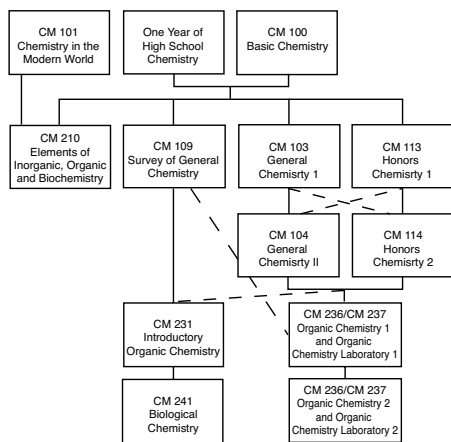 CM 101
Chemistry in the
Modern World
One Year of
High School
Chemistry
CM 100
Basic Chemistry
CM 210
Elements of
Inorganic, Organic
and Biochemistry
CM 109
Survey of General
Chemistry
CM 103
General
Chemisrty 1
CM 113
Honors
Chemisrty 1
CM 104
General
Chemisrty II
CM 114
Honors
Chemisrty 2
CM 231
Introductory
Organic Chemistry
CM 236/CM 237
Organic Chemistry 1
and Organic
Chemistry Laboratory 1
CM 241
Biological
Chemistry
CM 236/CM 237
Organic Chemistry 2
and Organic
Chemistry Laboratory 2